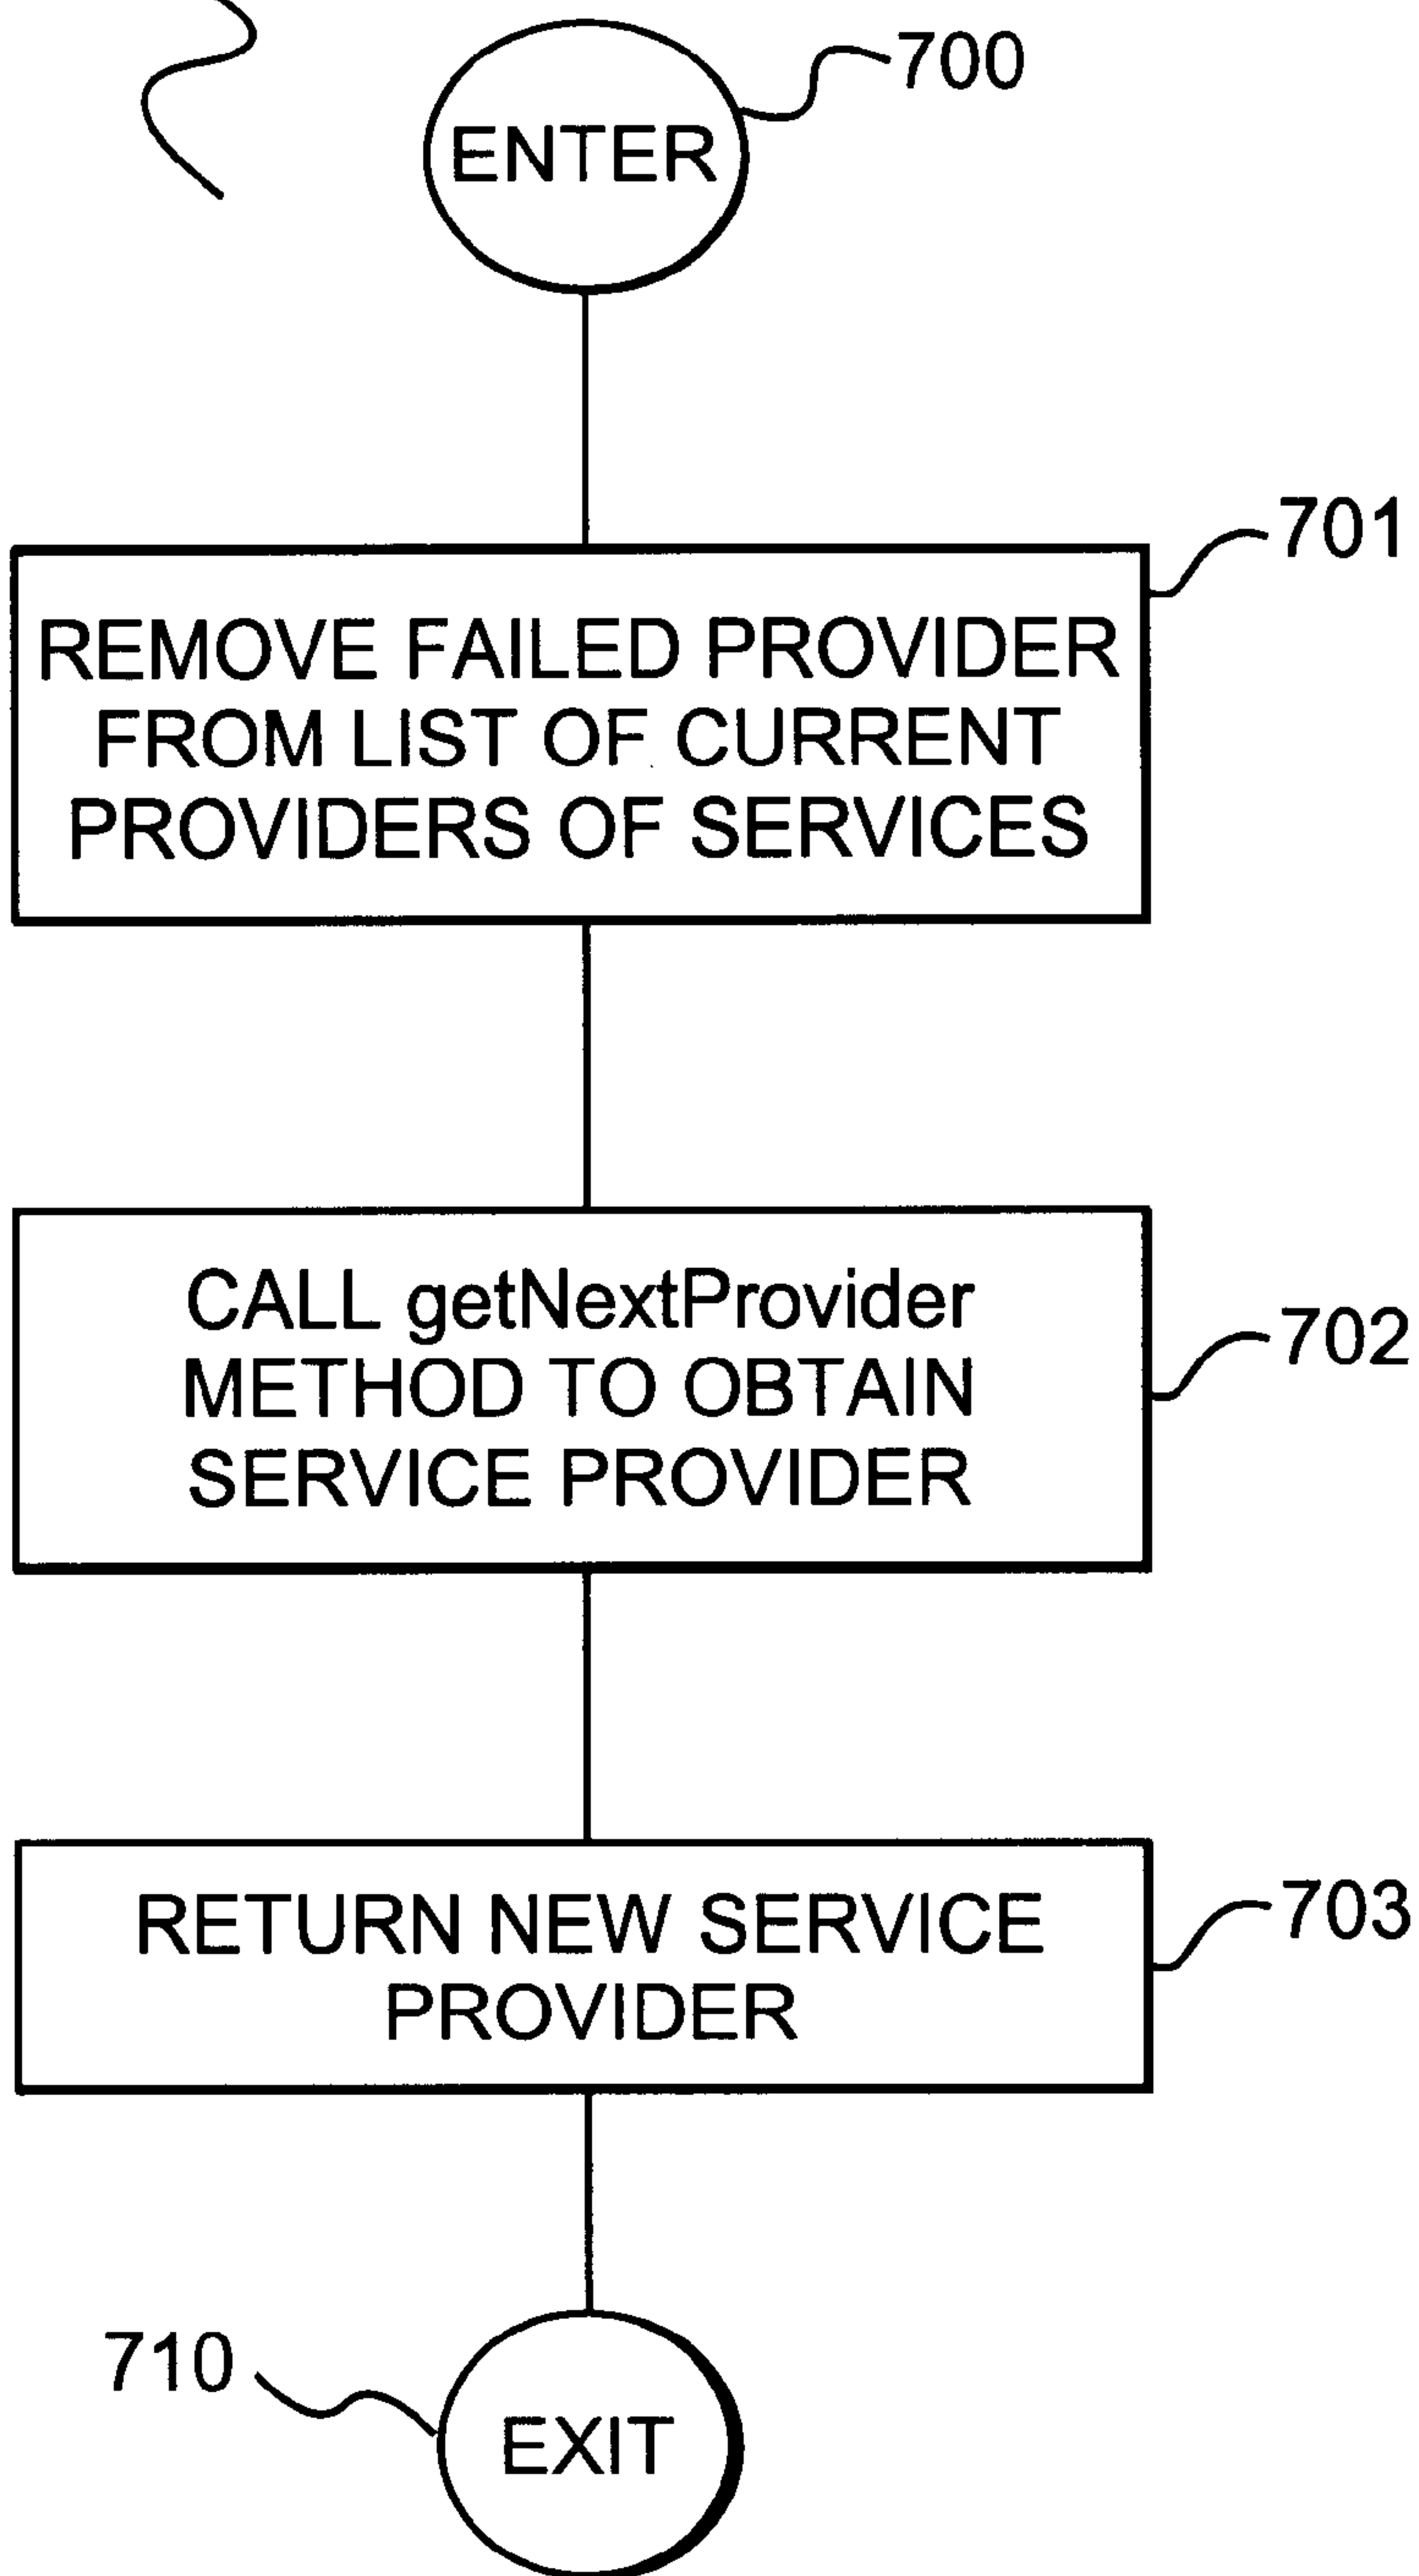 700
ENTER
701
REMOVE FAILED PROVIDER
FROM LIST OF CURRENT
PROVIDERS OF SERVICES
CALL getNextProvider
METHOD TO OBTAIN
SERVICE PROVIDER
702
RETURN NEW SERVICE
PROVIDER
703
710
EXIT